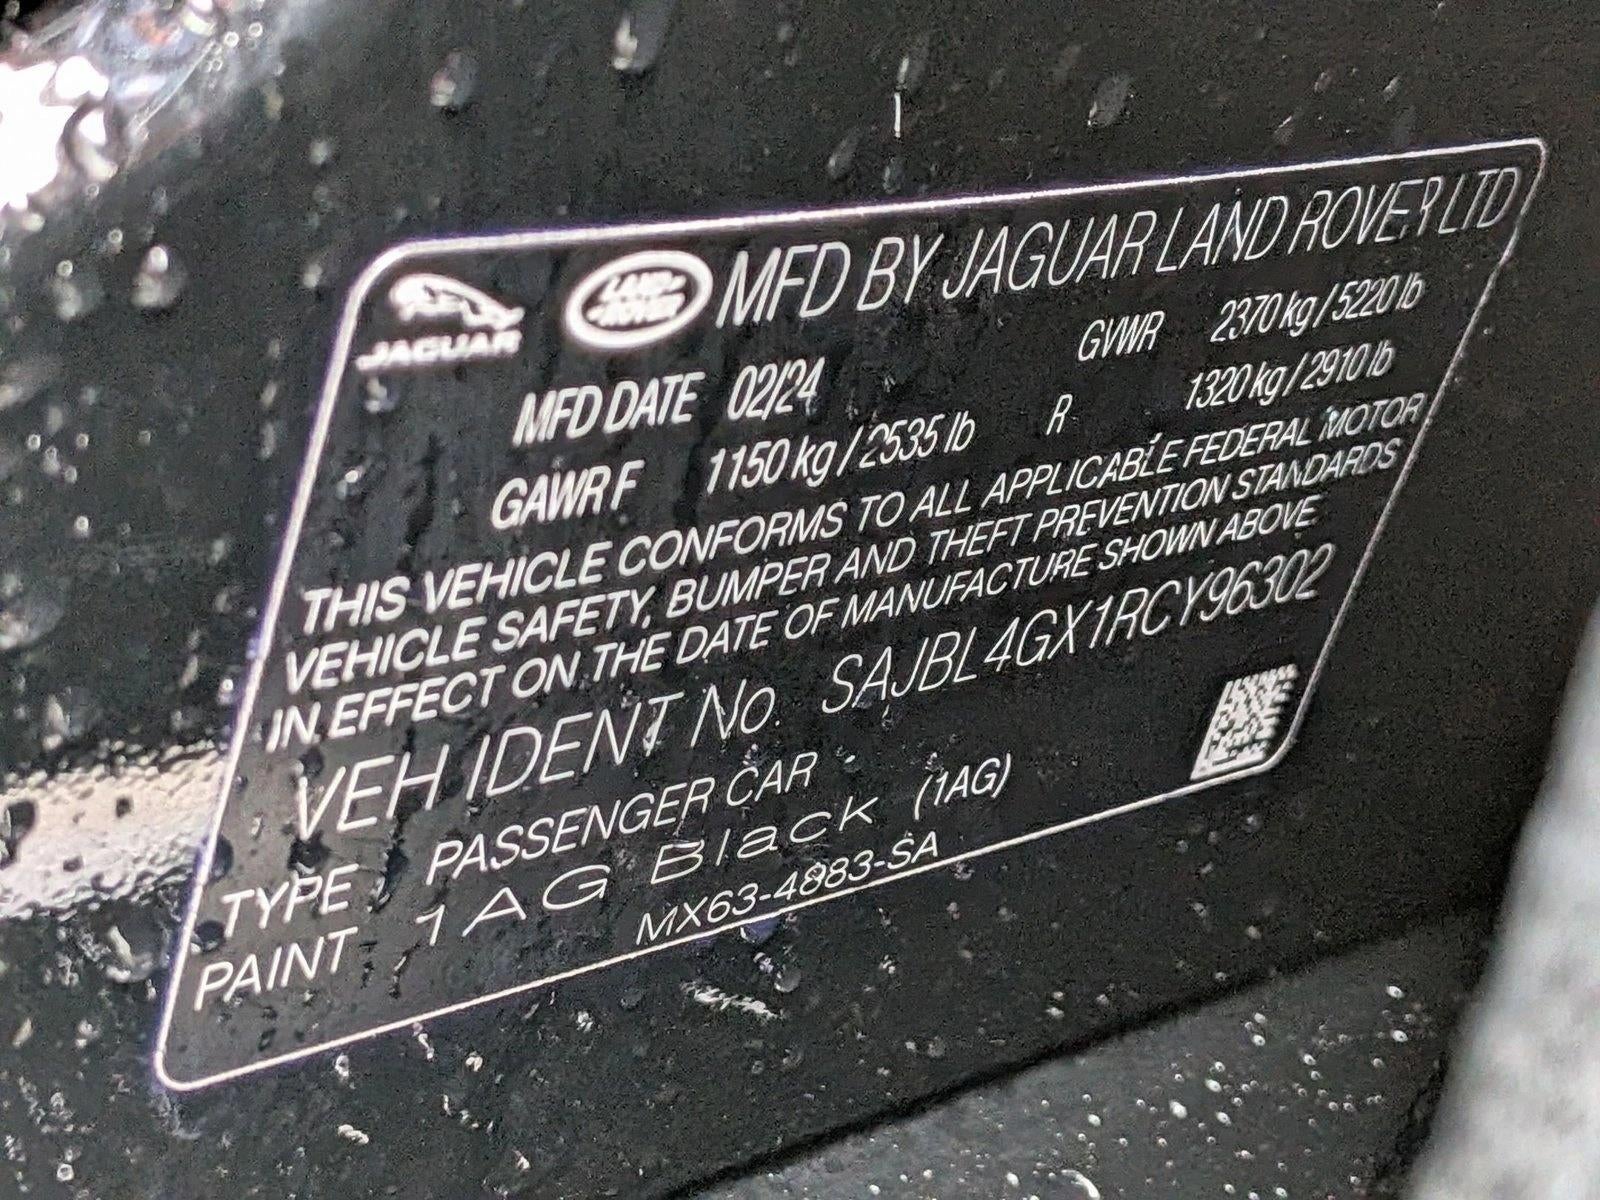 JAGUAR LAND ROVER MFD BY JAGUAR LAND ROVER LTD
MFD DATE 02/24 GVWR 2370 kg / 5220 lb
GAWR F 1150 kg / 2535 lb R 1320 kg / 2910 lb
THIS VEHICLE CONFORMS TO ALL APPLICABLE FEDERAL MOTOR
VEHICLE SAFETY, BUMPER AND THEFT PREVENTION STANDARDS
IN EFFECT ON THE DATE OF MANUFACTURE SHOWN ABOVE
VEH IDENT No. SAJBL4GX1RCY96302
TYPE PASSENGER CAR
PAINT 1AG Black (1AG)
MX63-4883-SA